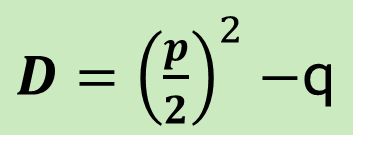 D = (p/2)² −q